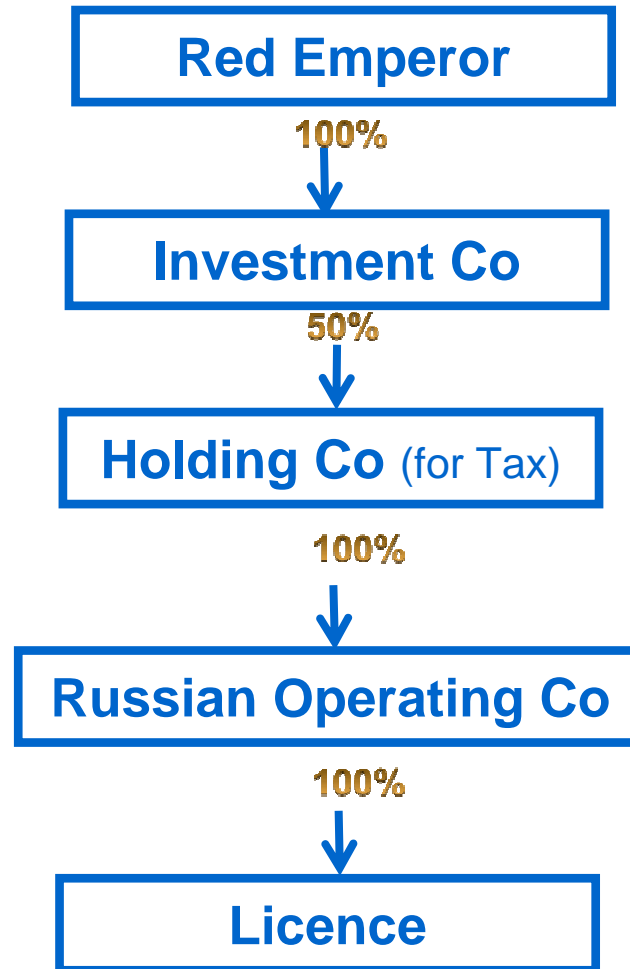 Red Emperor
100%
Investment Co
50%
Holding Co (for Tax)
100%
Russian Operating Co
100%
Licence